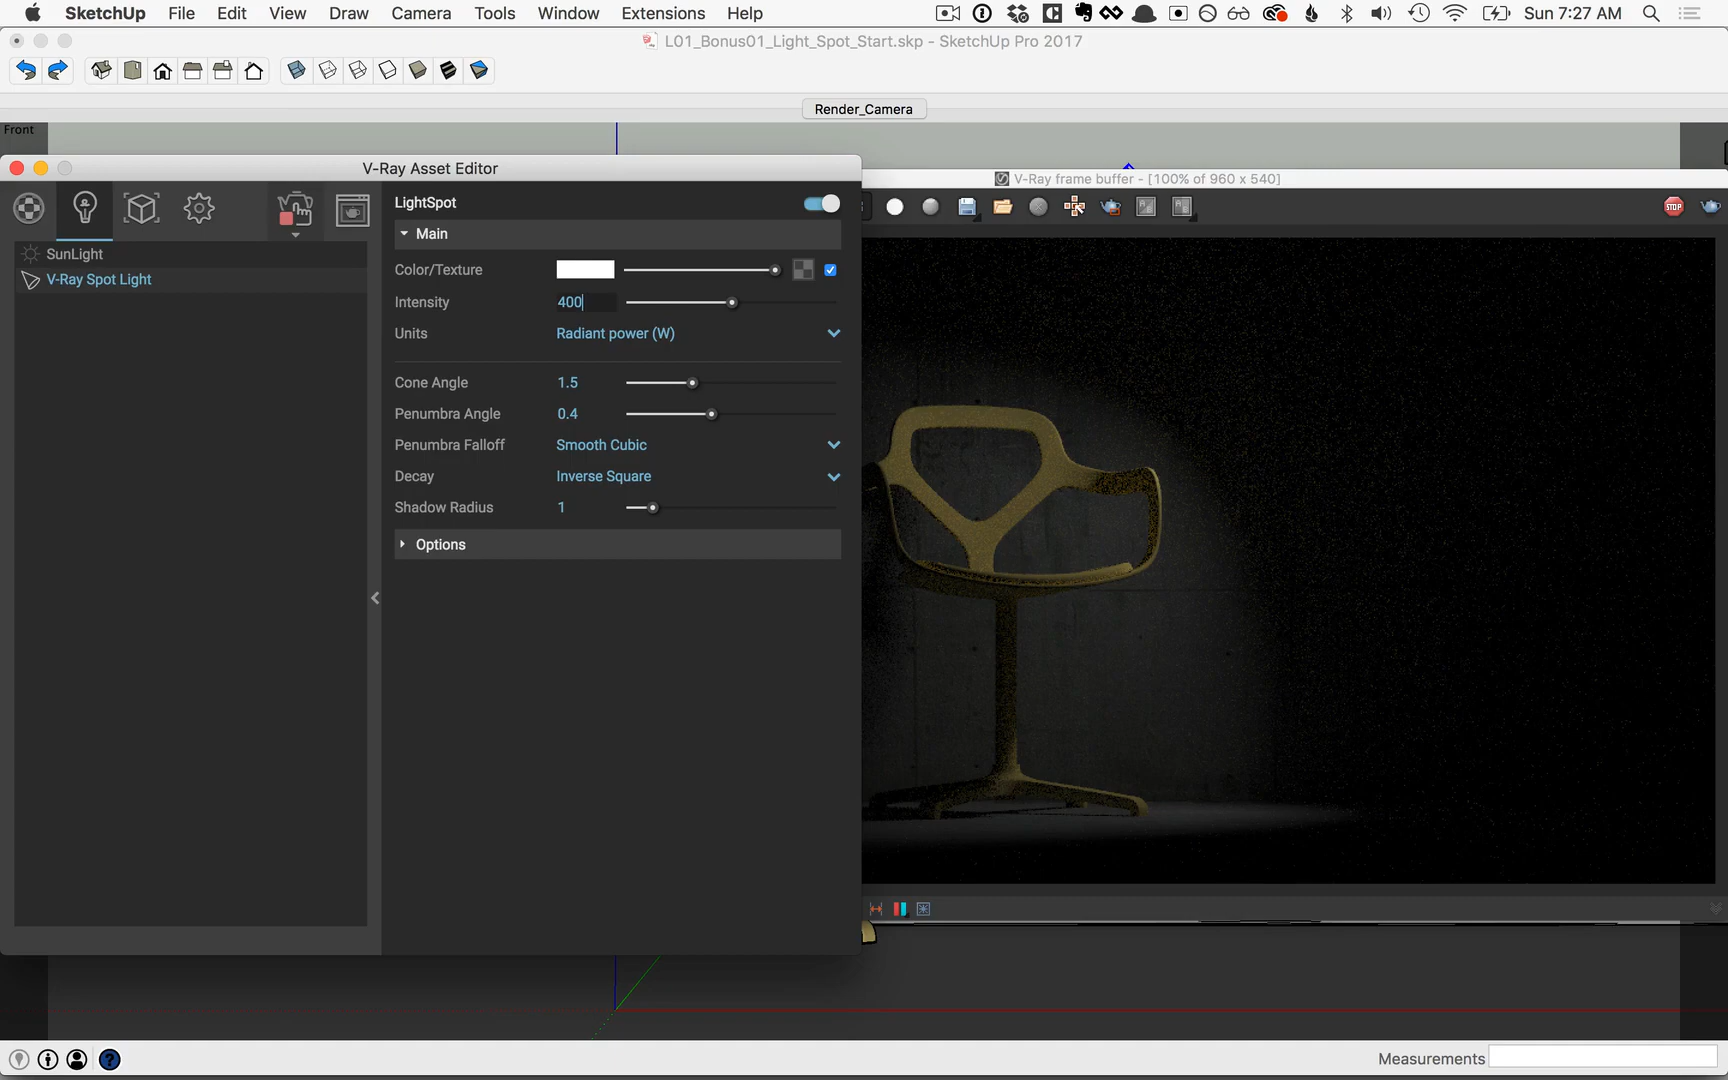 SketchUp File Edit View Draw Camera Tools Window Extensions Help Sun 7:27 AM
L01_Bonus01_Light_Spot_Start.skp - SketchUp Pro 2017
Render_Camera
Front
V-Ray Asset Editor
V-Ray frame buffer - [100% of 960 x 540]
LightSpot
STOP
Main
SunLight
Color/Texture
V-Ray Spot Light
Intensity 400
Units Radiant power (W)
Cone Angle 1.5
Penumbra Angle 0.4
Penumbra Falloff Smooth Cubic
Decay Inverse Square
Shadow Radius 1
Options
Measurements